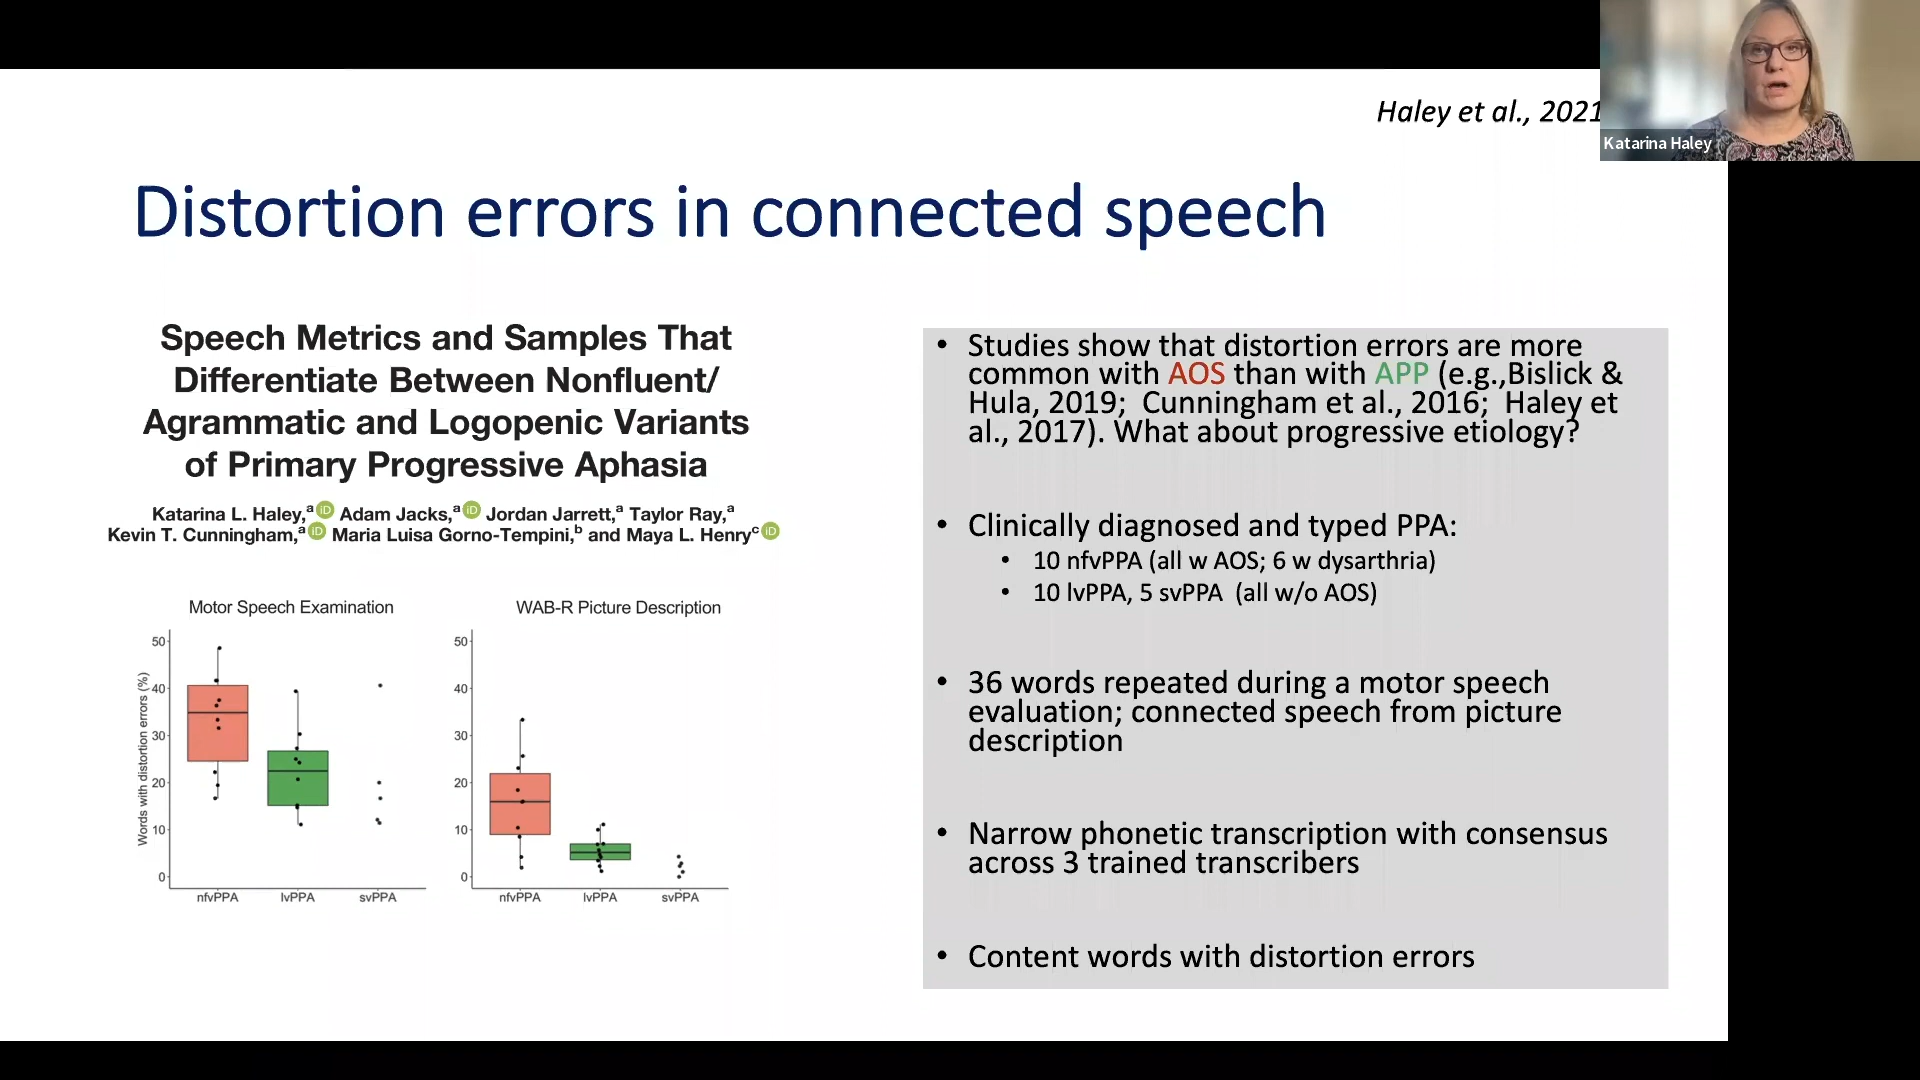 Haley et al., 2021
Katarina Haley
Distortion errors in connected speech
Speech Metrics and Samples That
Differentiate Between Nonfluent/
Agrammatic and Logopenic Variants
of Primary Progressive Aphasia
Katarina L. Haley,a iD Adam Jacks,a iD Jordan Jarrett,a Taylor Ray,a
Kevin T. Cunningham,a iD Maria Luisa Gorno-Tempini,b and Maya L. Henryc iD
Motor Speech Examination
Words with distortion errors (%)
50
40
30
20
10
0
nfvPPA lvPPA svPPA
WAB-R Picture Description
50
40
30
20
10
0
nfvPPA lvPPA svPPA
• Studies show that distortion errors are more
common with AOS than with APP (e.g.,Bislick &
Hula, 2019; Cunningham et al., 2016; Haley et
al., 2017). What about progressive etiology?
• Clinically diagnosed and typed PPA:
• 10 nfvPPA (all w AOS; 6 w dysarthria)
• 10 lvPPA, 5 svPPA (all w/o AOS)
• 36 words repeated during a motor speech
evaluation; connected speech from picture
description
• Narrow phonetic transcription with consensus
across 3 trained transcribers
• Content words with distortion errors